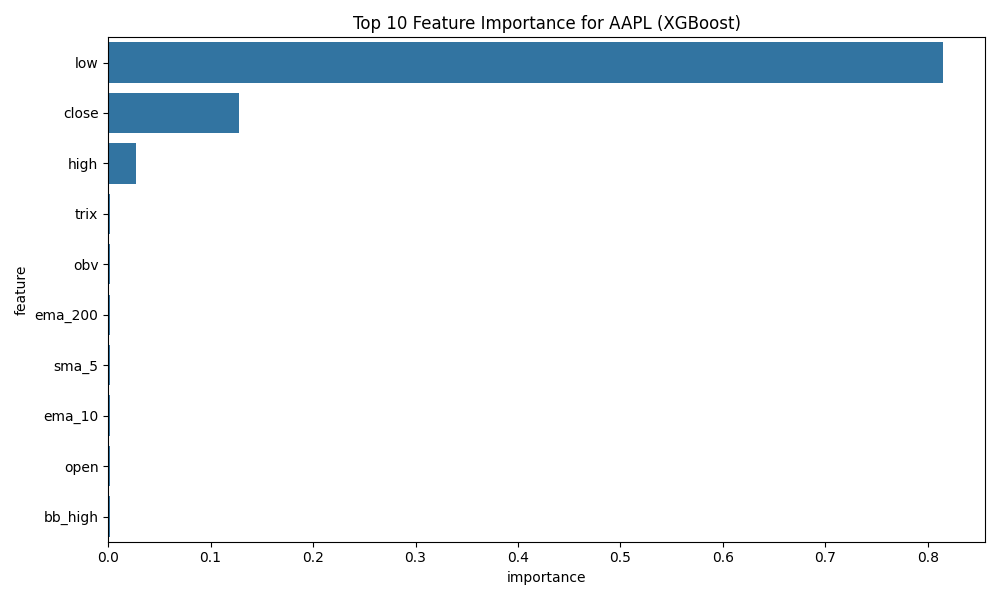 Top 10 Feature Importance for AAPL (XGBoost)
low
close
high
trix
obv
ema_200
sma_5
ema_10
open
bb_high
feature
0.0 0.1 0.2 0.3 0.4 0.5 0.6 0.7 0.8
importance